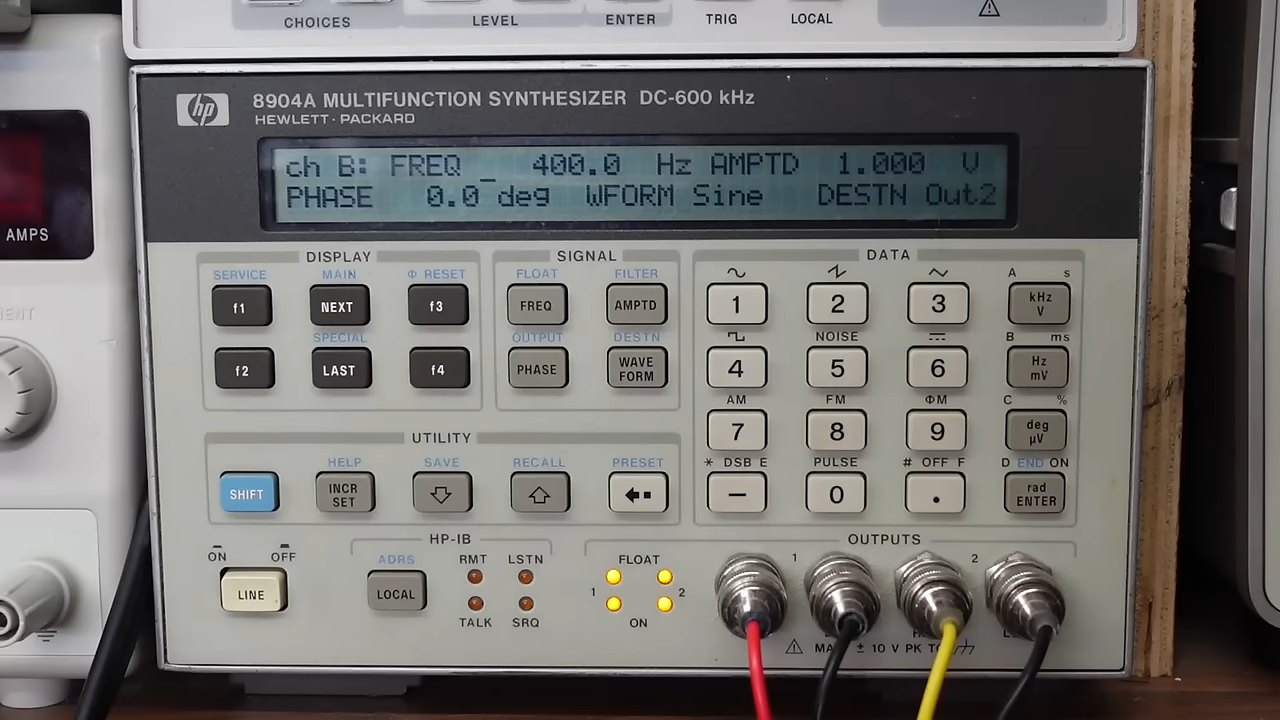 CHOICES LEVEL ENTER TRIG LOCAL
hp 8904A MULTIFUNCTION SYNTHESIZER DC-600 kHz
HEWLETT·PACKARD
ch B: FREQ _ 400.0 Hz AMPTD 1.000 V
PHASE 0.0 deg WFORM Sine DESTN Out2
AMPS
DISPLAY SIGNAL DATA
SERVICE MAIN Φ RESET FLOAT FILTER A s
f1 NEXT f3 FREQ AMPTD 1 2 3 kHz V
SPECIAL OUTPUT DESTN NOISE B ms
f2 LAST f4 PHASE WAVE FORM 4 5 6 Hz mV
AM FM ΦM C %
7 8 9 deg µV
UTILITY
HELP SAVE RECALL PRESET * DSB E PULSE # OFF F D END ON
SHIFT INCR SET − 0 . rad ENTER
HP-IB OUTPUTS
ON OFF ADRS RMT LSTN FLOAT 1 2
LINE LOCAL 1 2
TALK SRQ ON
± 10 V PK